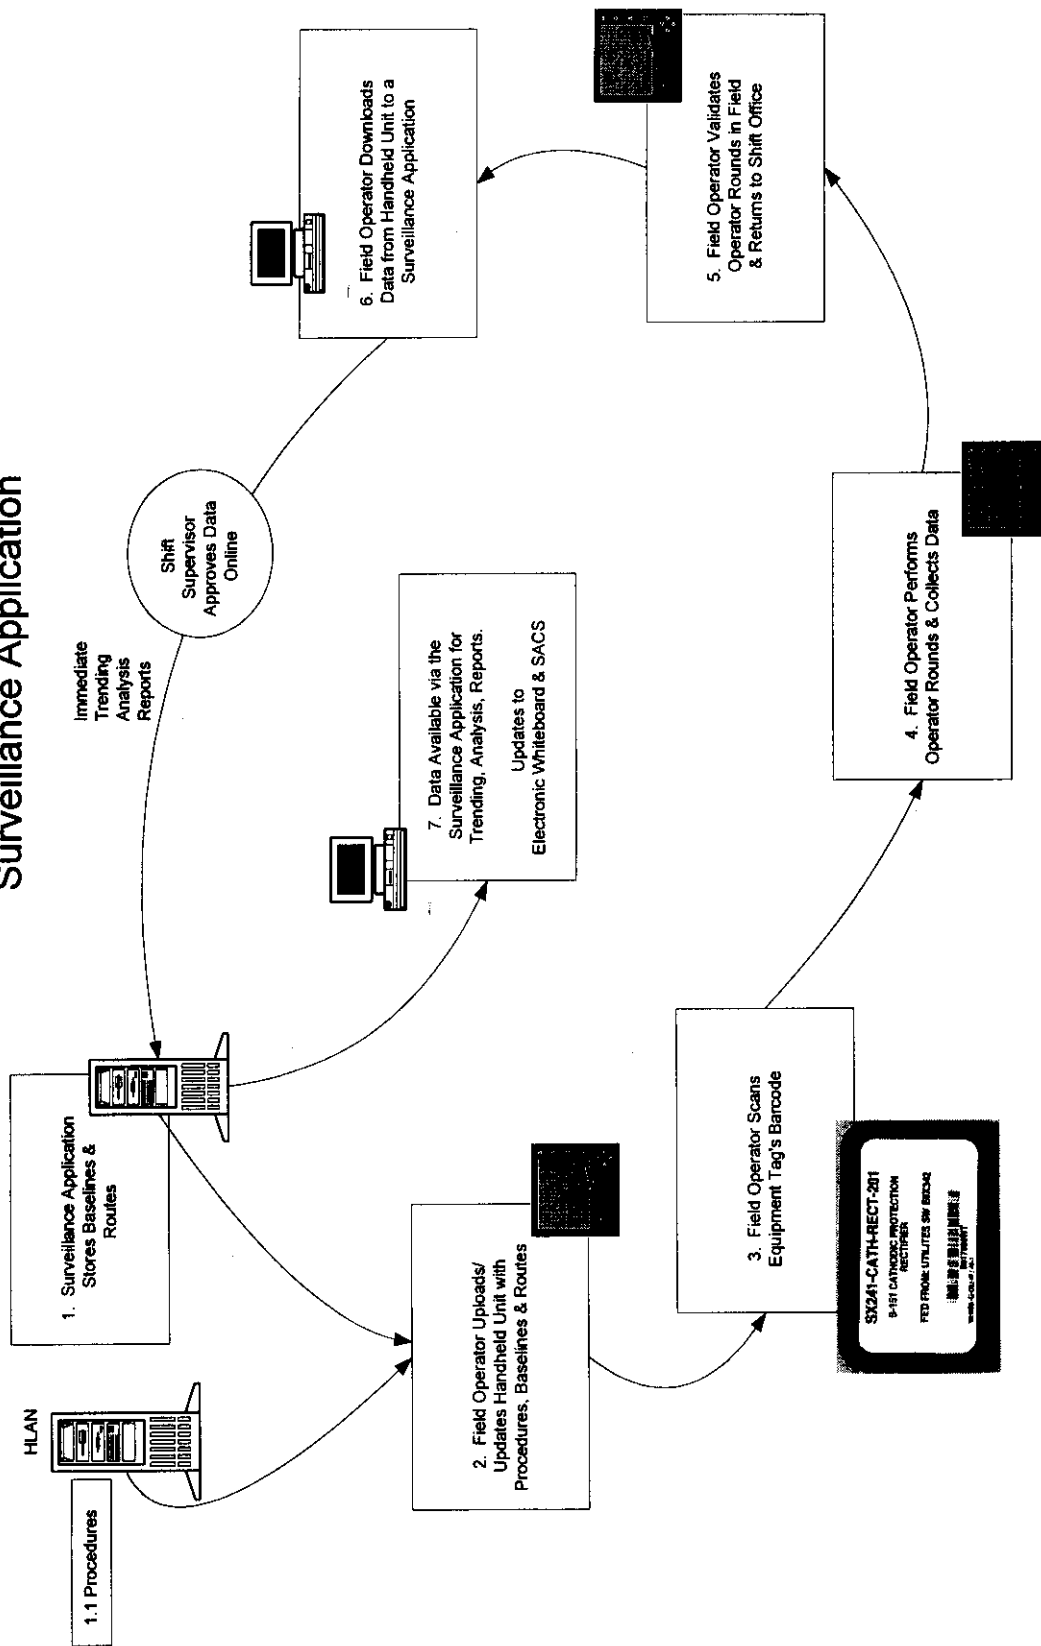 Surveillance Application
HLAN
1.1 Procedures
1. Surveillance Application
Stores Baselines &
Routes
Immediate
Trending
Analysis
Reports
Shift
Supervisor
Approves Data
Online
6. Field Operator Downloads
Data from Handheld Unit to a
Surveillance Application
7. Data Available via the
Surveillance Application for
Trending, Analysis, Reports.
Updates to
Electronic Whiteboard & SACS
2. Field Operator Uploads/
Updates Handheld Unit with
Procedures, Baselines & Routes
5. Field Operator Validates
Operator Rounds in Field
& Returns to Shift Office
3. Field Operator Scans
Equipment Tag's Barcode
4. Field Operator Performs
Operator Rounds & Collects Data
SX241-CATH-RECT-201
S-151 CATHODIC PROTECTION
RECTIFIER
FED FROM: UTILITES SW